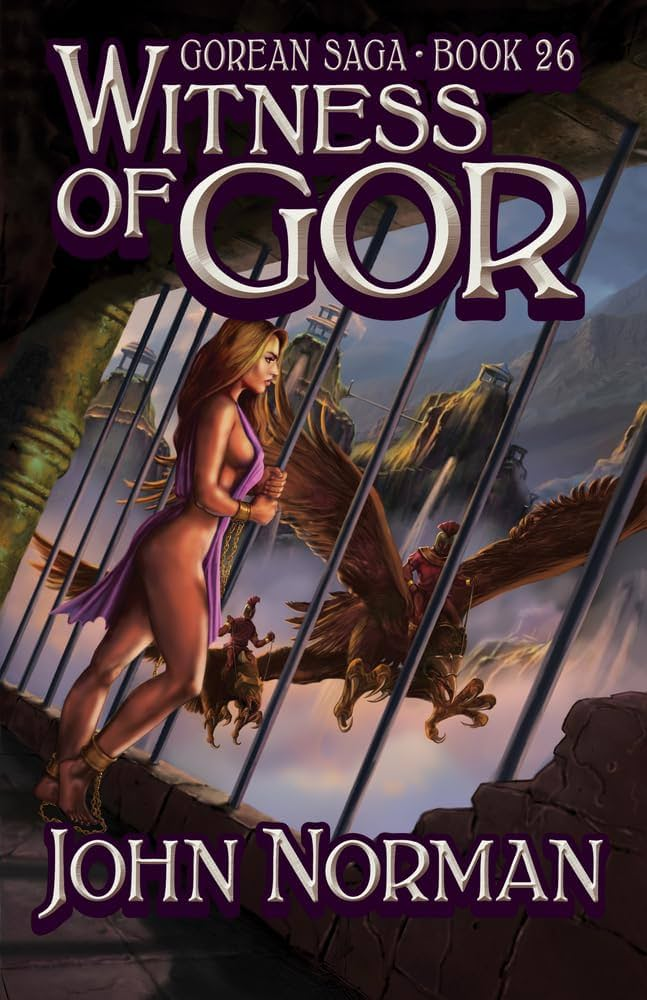 GOREAN SAGA · BOOK 26
WITNESS
OF GOR
JOHN NORMAN